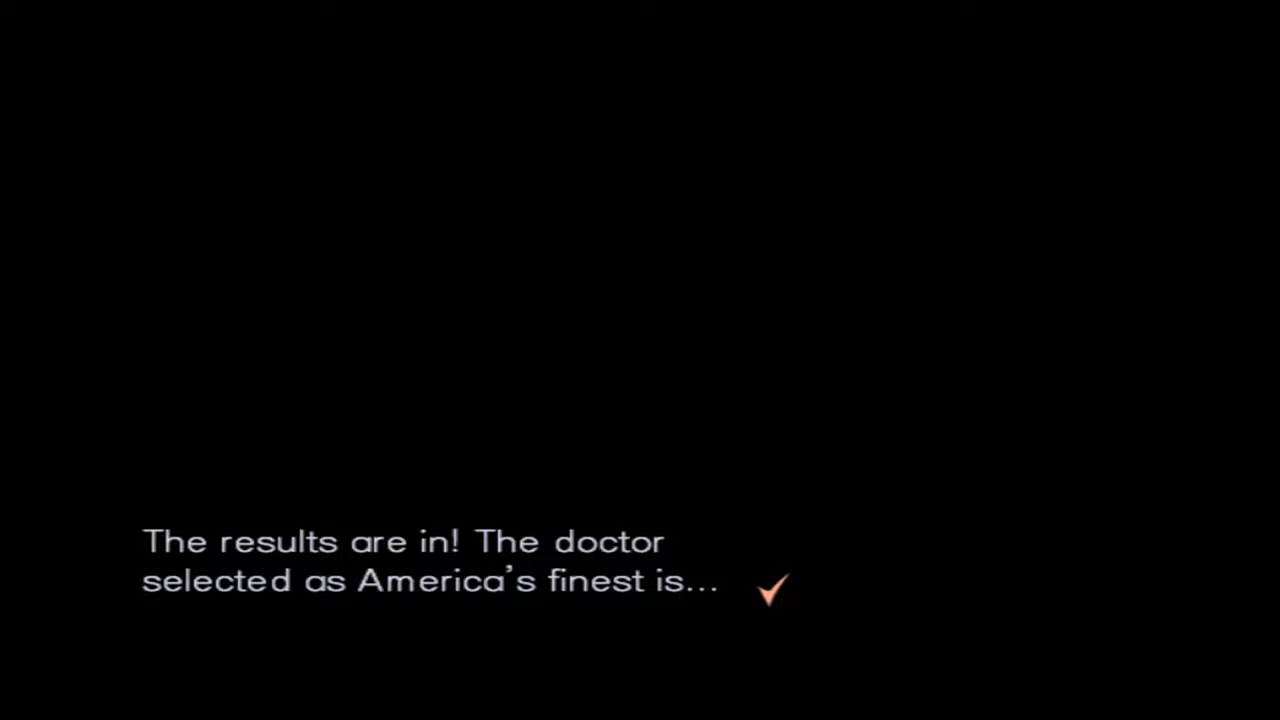 The results are in! The doctor
selected as America's finest is...